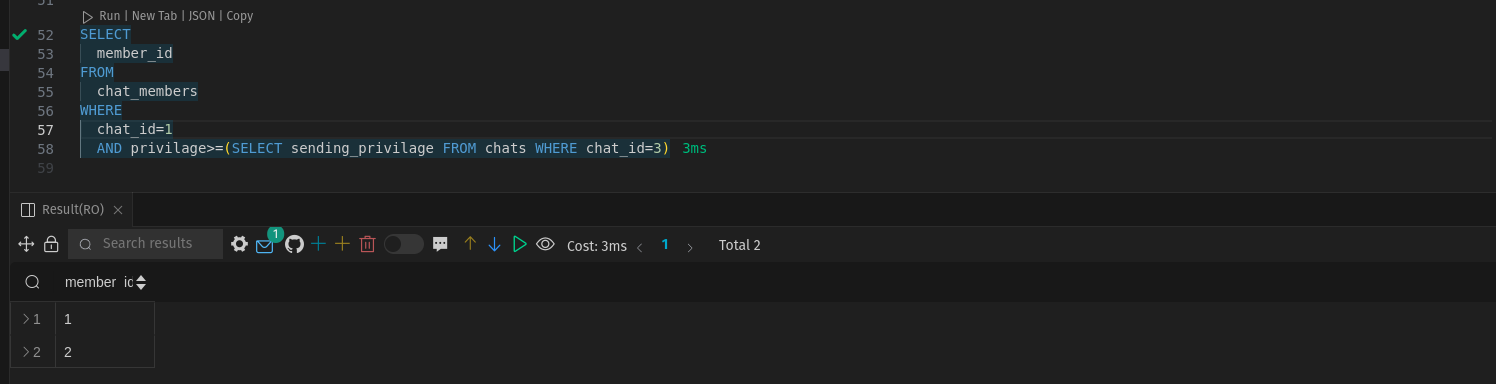 51
Run | New Tab | JSON | Copy
52 SELECT
53 member_id
54 FROM
55 chat_members
56 WHERE
57 chat_id=1
58 AND privilage>=(SELECT sending_privilage FROM chats WHERE chat_id=3) 3ms
59
Result(RO)
Search results 1 Cost: 3ms 1 Total 2
member_id
1 1
2 2